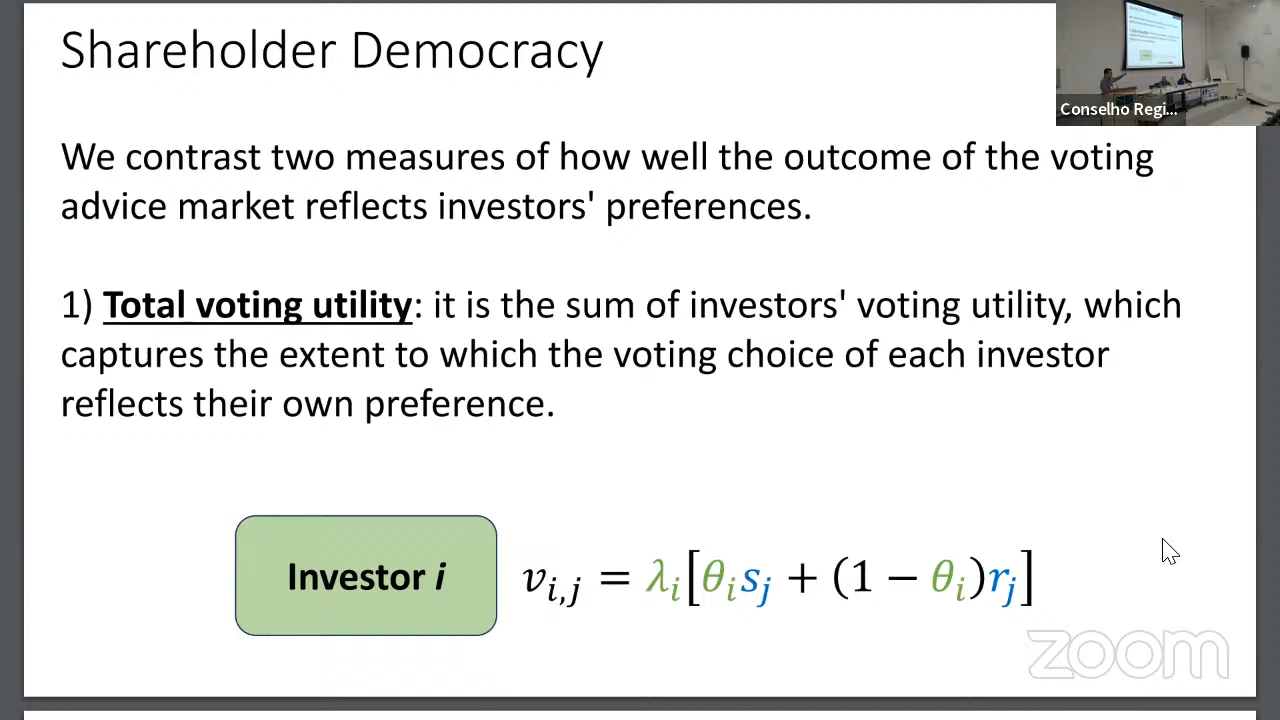 Shareholder Democracy
Conselho Regi...
We contrast two measures of how well the outcome of the voting
advice market reflects investors' preferences.
1) Total voting utility: it is the sum of investors' voting utility, which
captures the extent to which the voting choice of each investor
reflects their own preference.
Investor i
v_{i,j} = λ_i[θ_i s_j + (1 − θ_i)r_j]
zoom